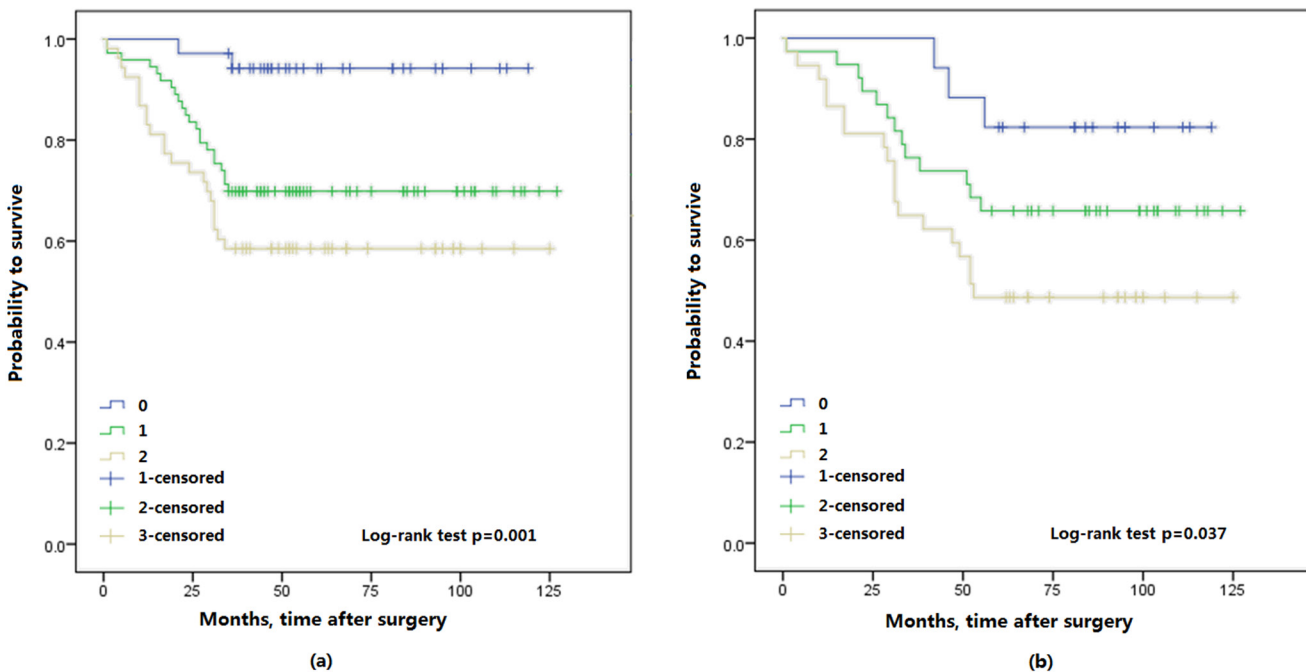 1.0
0.8
0.6
0.4
0.2
0.0
Probability to survive
0
1
2
1-censored
2-censored
3-censored
Log-rank test p=0.001
0 25 50 75 100 125
Months, time after surgery
(a)
1.0
0.8
0.6
0.4
0.2
0.0
Probability to survive
0
1
2
1-censored
2-censored
3-censored
Log-rank test p=0.037
0 25 50 75 100 125
Months, time after surgery
(b)